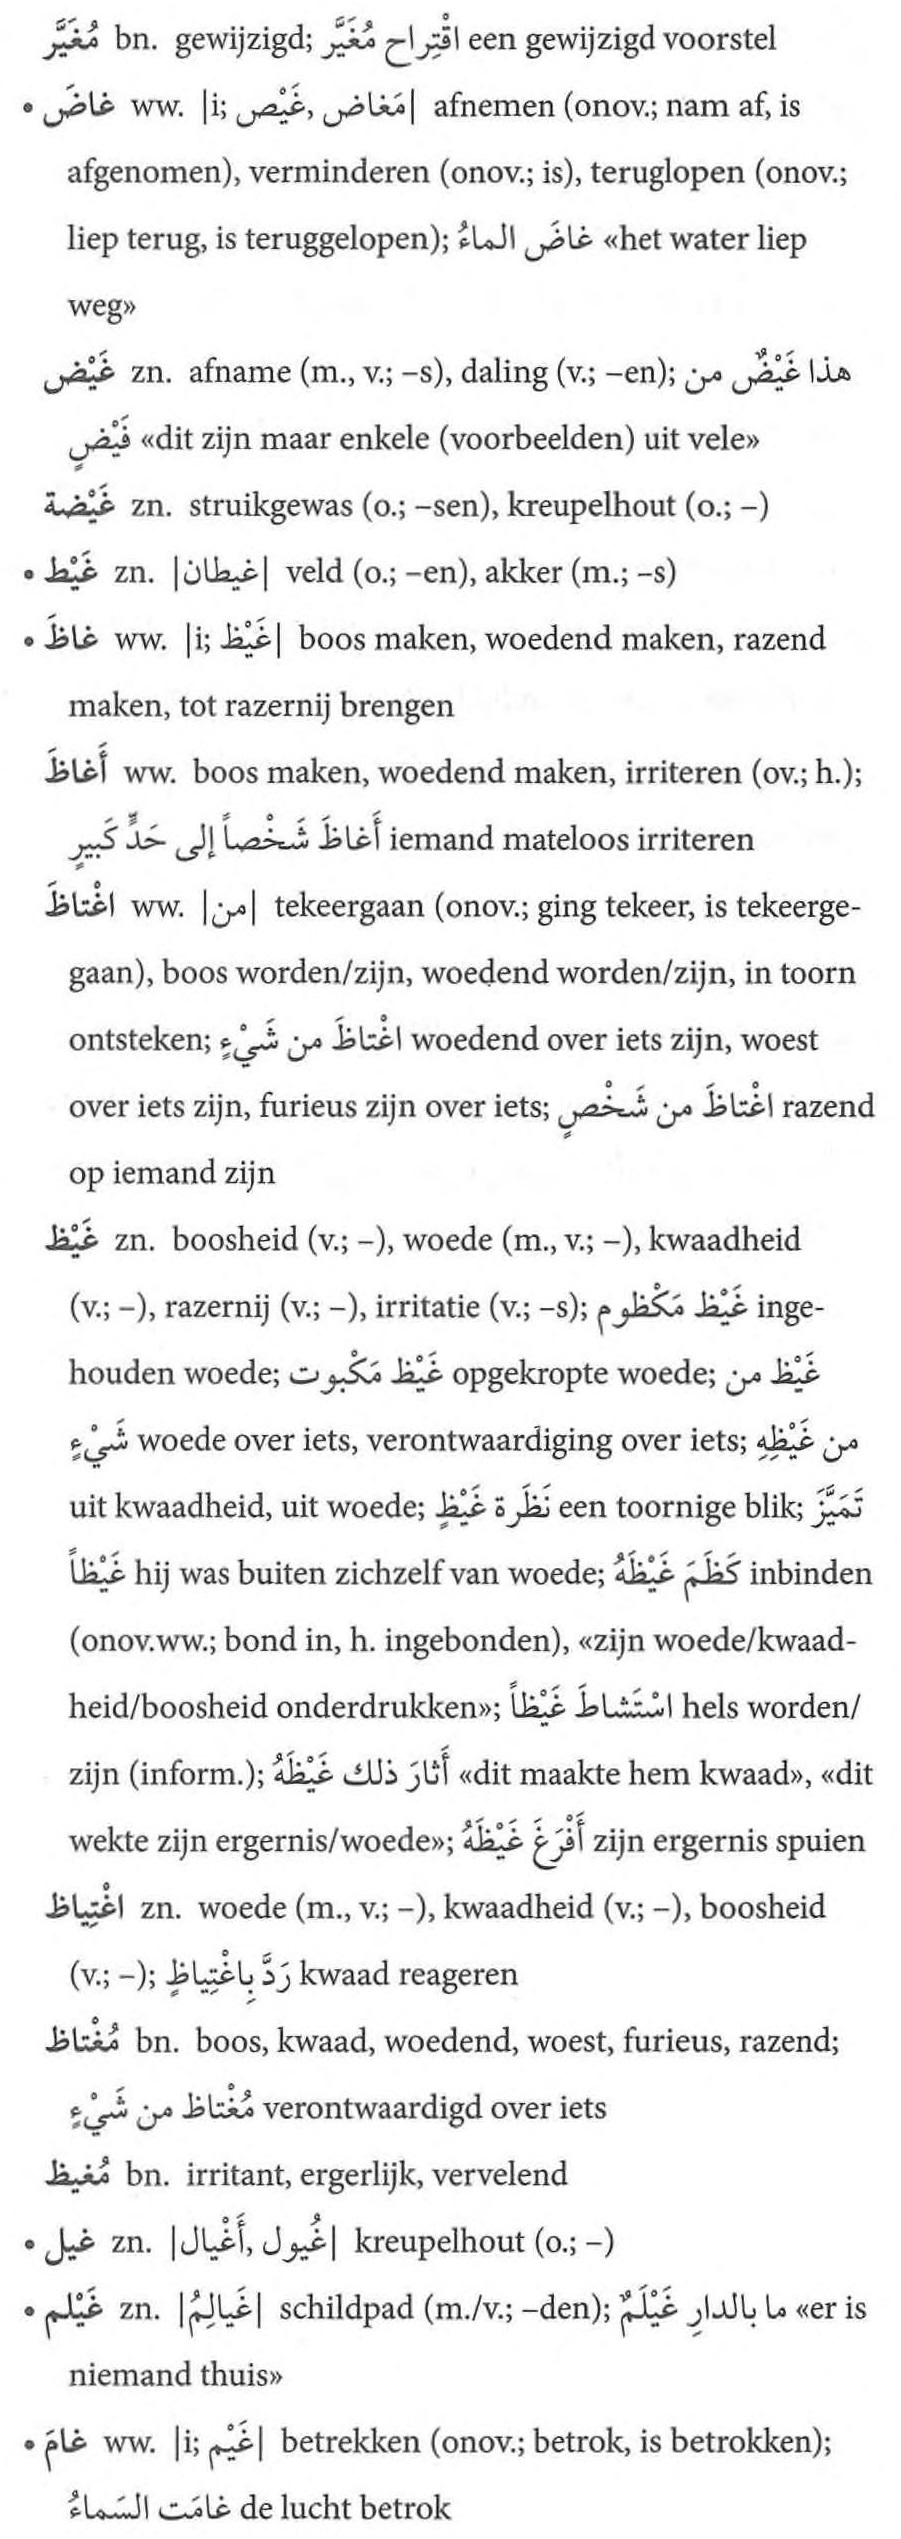 مُغَيَّر bn. gewijzigd; اقْتِراح مُغَيَّر een gewijzigd voorstel
• غاضَ ww. |i; غَيْض, مَغاض| afnemen (onov.; nam af, is
afgenomen), verminderen (onov.; is), teruglopen (onov.;
liep terug, is teruggelopen); غاضَ الماءُ «het water liep
weg»
غَيْض zn. afname (m., v.; –s), daling (v.; –en); هذا غَيْضٌ من
فَيْضٍ «dit zijn maar enkele (voorbeelden) uit vele»
غَيْضة zn. struikgewas (o.; –sen), kreupelhout (o.; –)
• غَيْط zn. |غيطان| veld (o.; –en), akker (m.; –s)
• غاظَ ww. |i; غَيْظ| boos maken, woedend maken, razend
maken, tot razernij brengen
أَغاظَ ww. boos maken, woedend maken, irriteren (ov.; h.);
أَغاظَ شَخْصاً إلى حَدٍّ كَبيرٍ iemand mateloos irriteren
اغْتاظَ ww. |من| tekeergaan (onov.; ging tekeer, is tekeerge-
gaan), boos worden/zijn, woedend worden/zijn, in toorn
ontsteken; اغْتاظَ من شَيْءٍ woedend over iets zijn, woest
over iets zijn, furieus zijn over iets; اغْتاظَ من شَخْصٍ razend
op iemand zijn
غَيْظ zn. boosheid (v.; –), woede (m., v.; –), kwaadheid
(v.; –), razernij (v.; –), irritatie (v.; –s); غَيْظ مَكْظوم inge-
houden woede; غَيْظ مَكْبوت opgekropte woede; غَيْظ من
شَيْءٍ woede over iets, verontwaardiging over iets; من غَيْظِهِ
uit kwaadheid, uit woede; نَظْرة غَيْظٍ een toornige blik; تَمَيَّزَ
غَيْظاً hij was buiten zichzelf van woede; كَظَمَ غَيْظَهُ inbinden
(onov.ww.; bond in, h. ingebonden), «zijn woede/kwaad-
heid/boosheid onderdrukken»; اسْتَشاطَ غَيْظاً hels worden/
zijn (inform.); أَثارَ ذلك غَيْظَهُ «dit maakte hem kwaad», «dit
wekte zijn ergernis/woede»; أَفْرَغَ غَيْظَهُ zijn ergernis spuien
اغْتِياظ zn. woede (m., v.; –), kwaadheid (v.; –), boosheid
(v.; –); رَدَّ بِاغْتِياظٍ kwaad reageren
مُغْتاظ bn. boos, kwaad, woedend, woest, furieus, razend;
مُغْتاظ من شَيْءٍ verontwaardigd over iets
مُغيظ bn. irritant, ergerlijk, vervelend
• غيل zn. |غُيول, أَغْيال| kreupelhout (o.; –)
• غَيْلم zn. |غَيالِمُ| schildpad (m./v.; –den); ما بالدارِ غَيْلَمٌ «er is
niemand thuis»
• غامَ ww. |i; غَيْم| betrekken (onov.; betrok, is betrokken);
غامَت السَماءُ de lucht betrok